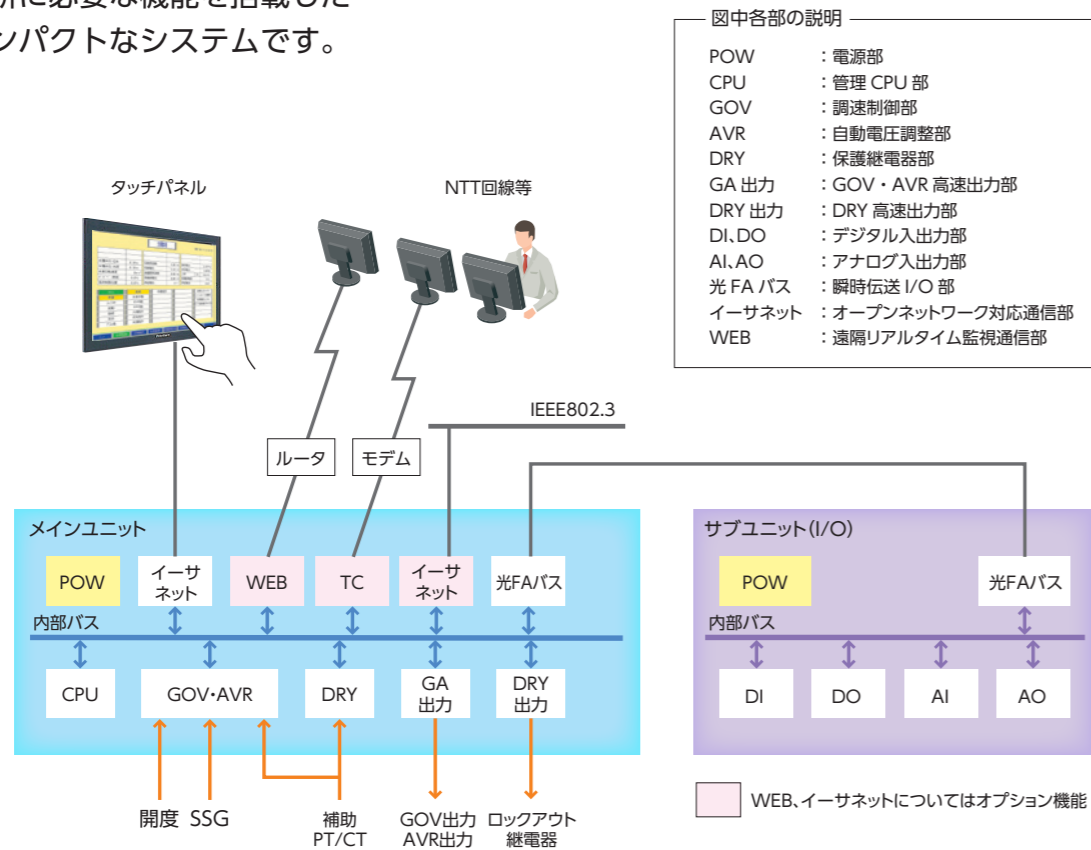 に必要な機能を搭載した
ンパクトなシステムです。
図中各部の説明
POW ：電源部
CPU ：管理 CPU 部
GOV ：調速制御部
AVR ：自動電圧調整部
DRY ：保護継電器部
GA 出力 ：GOV・AVR 高速出力部
DRY 出力 ：DRY 高速出力部
DI、DO ：デジタル入出力部
AI、AO ：アナログ入出力部
光 FA バス ：瞬時伝送 I/O 部
イーサネット ：オープンネットワーク対応通信部
WEB ：遠隔リアルタイム監視通信部
タッチパネル
NTT回線等
IEEE802.3
ルータ
モデム
メインユニット
POW
イーサ
ネット
WEB
TC
イーサ
ネット
光FAバス
内部バス
CPU
GOV・AVR
DRY
GA
出力
DRY
出力
開度
SSG
補助
PT/CT
GOV出力
AVR出力
ロックアウト
継電器
サブユニット（I/O）
POW
光FAバス
内部バス
DI
DO
AI
AO
WEB、イーサネットについてはオプション機能